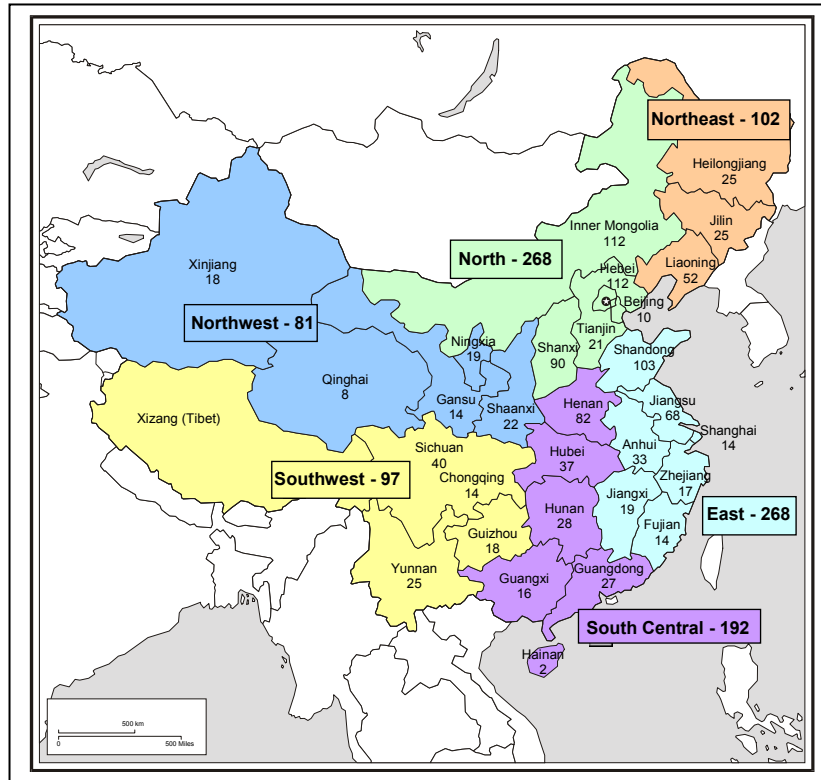 Northeast - 102
Heilongjiang
25
Jilin
25
Inner Mongolia
112
Liaoning
52
North - 268
Hebei
112
Xinjiang
18
Beijing
10
Northwest - 81
Tianjin
21
Ningxia
19
Shanxi
90
Shandong
103
Qinghai
8
Gansu
14
Shaanxi
22
Henan
82
Jiangsu
68
Xizang (Tibet)
Shanghai
14
Sichuan
40
Hubei
37
Anhui
33
Southwest - 97
Chongqing
14
Zhejiang
17
Jiangxi
19
Hunan
28
East - 268
Guizhou
18
Fujian
14
Yunnan
25
Guangxi
16
Guangdong
27
South Central - 192
Hainan
2
500 km
0
500 Miles